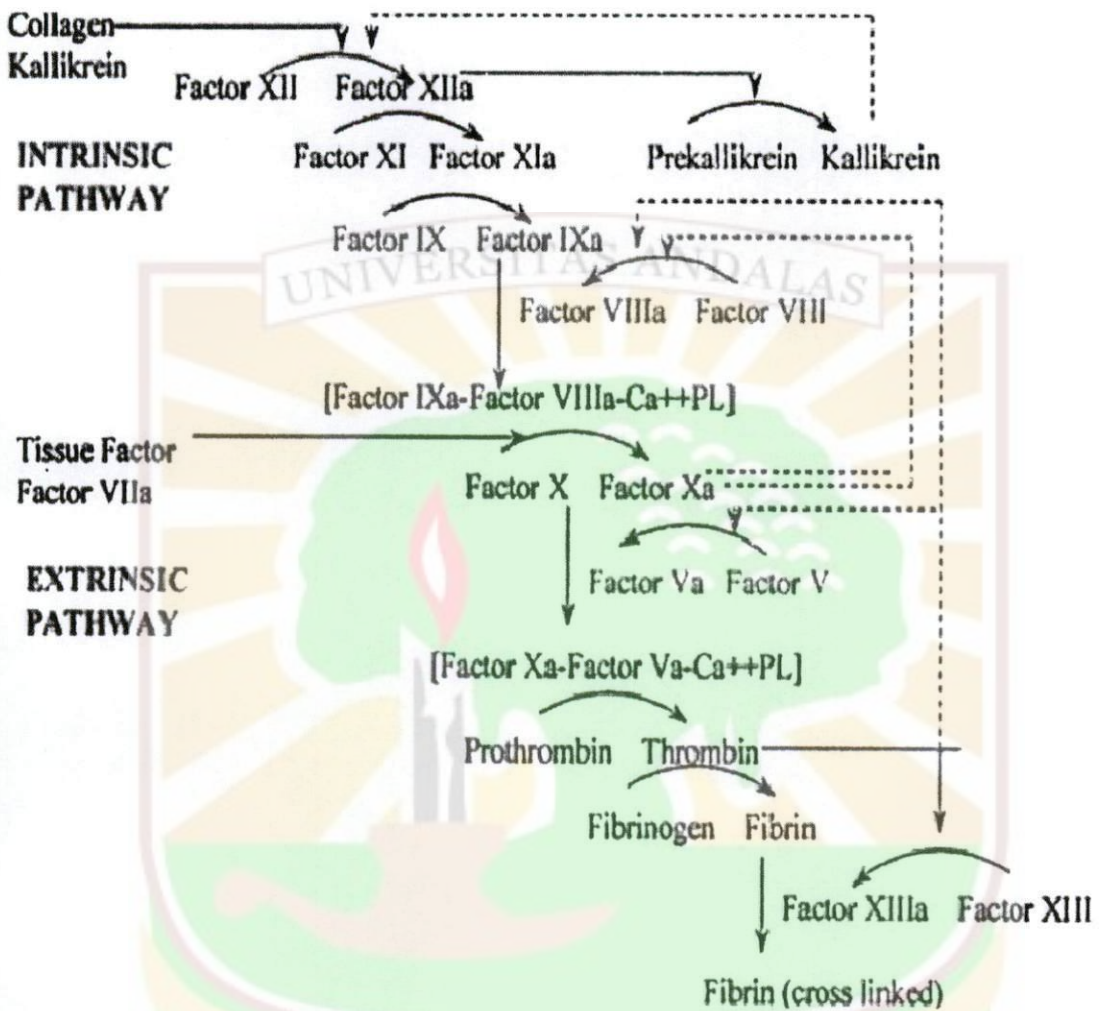 Collagen
Kallikrein
Factor XII Factor XIIa
INTRINSIC
PATHWAY
Factor XI Factor XIa
Prekallikrein Kallikrein
Factor IX Factor IXa
UNIVERSITAS ANDALAS
Factor VIIIa Factor VIII
[Factor IXa-Factor VIIIa-Ca++PL]
Tissue Factor
Factor VIIa
Factor X Factor Xa
EXTRINSIC
PATHWAY
Factor Va Factor V
[Factor Xa-Factor Va-Ca++PL]
Prothrombin Thrombin
Fibrinogen Fibrin
Factor XIIIa Factor XIII
Fibrin (cross linked)